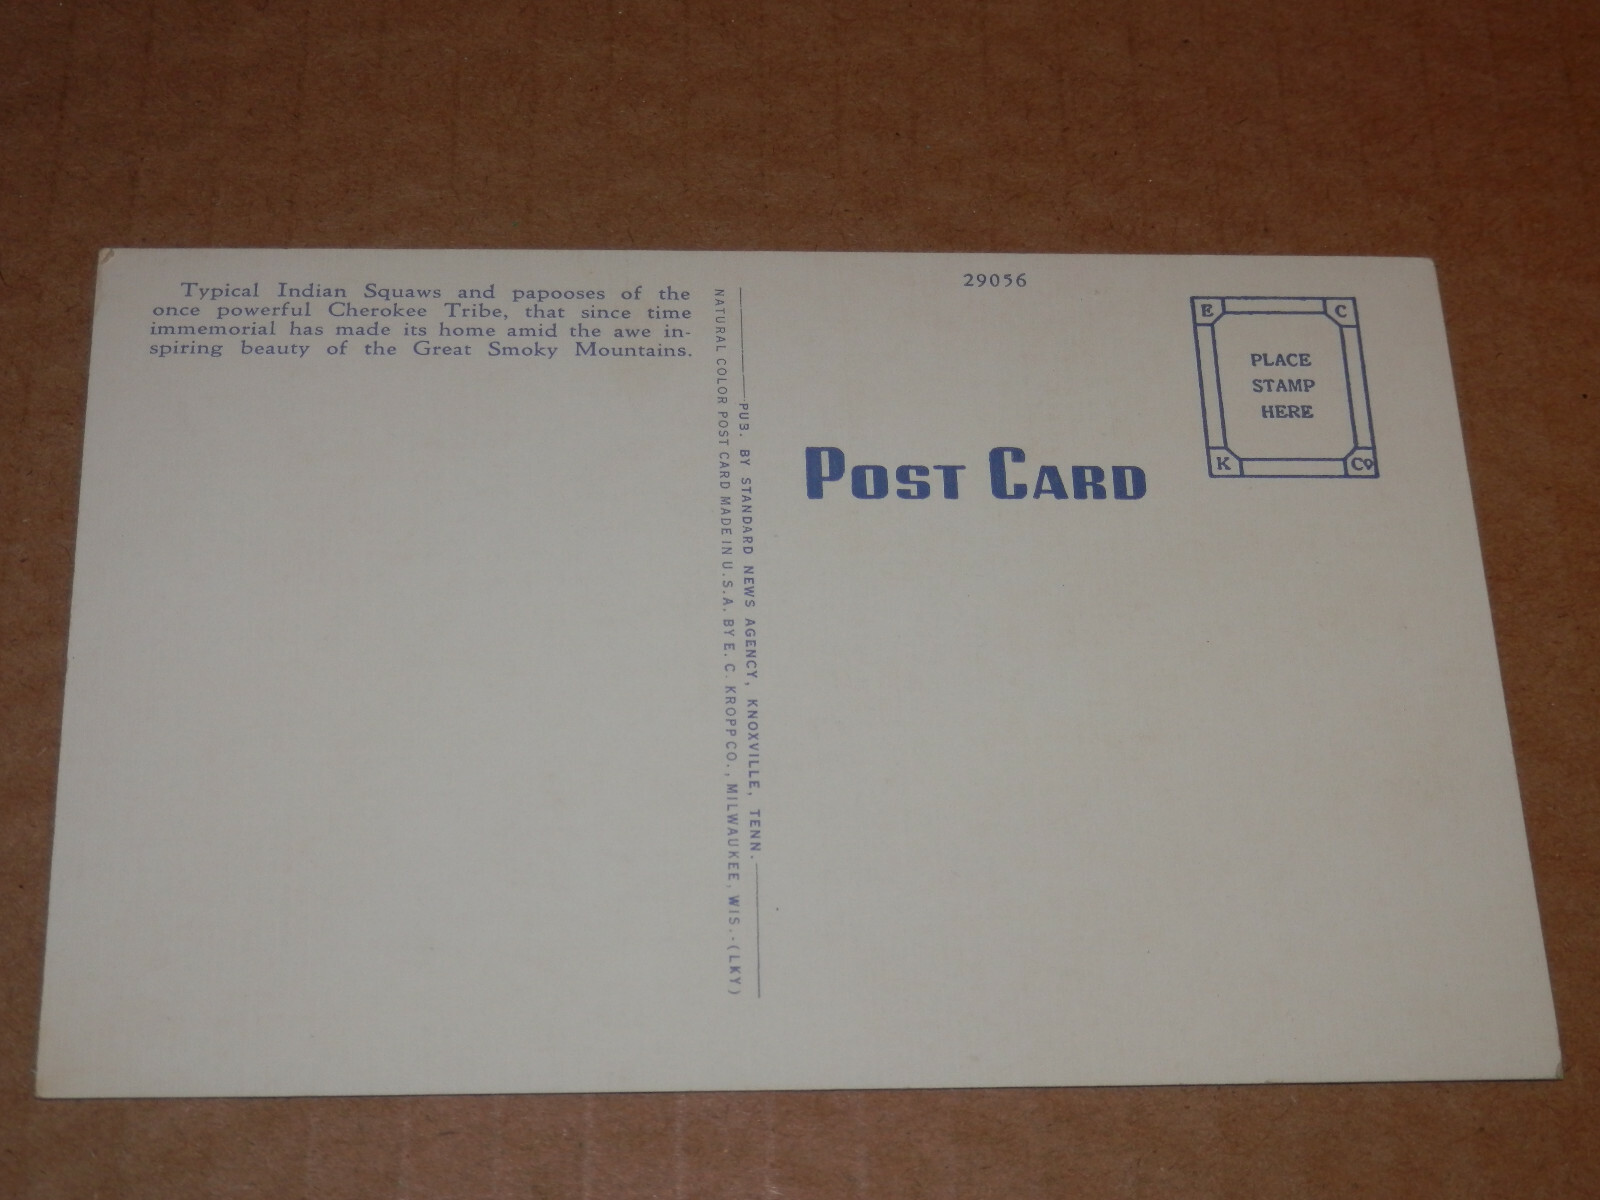 Typical Indian Squaws and papooses of the
once powerful Cherokee Tribe, that since time
immemorial has made its home amid the awe in-
spiring beauty of the Great Smoky Mountains.
NATURAL COLOR POST CARD MADE IN U.S.A. BY E. C. KROPP CO., MILWAUKEE, WIS.-(LKY)
PUB. BY STANDARD NEWS AGENCY, KNOXVILLE, TENN.
29056
POST CARD
E C
PLACE
STAMP
HERE
K Co